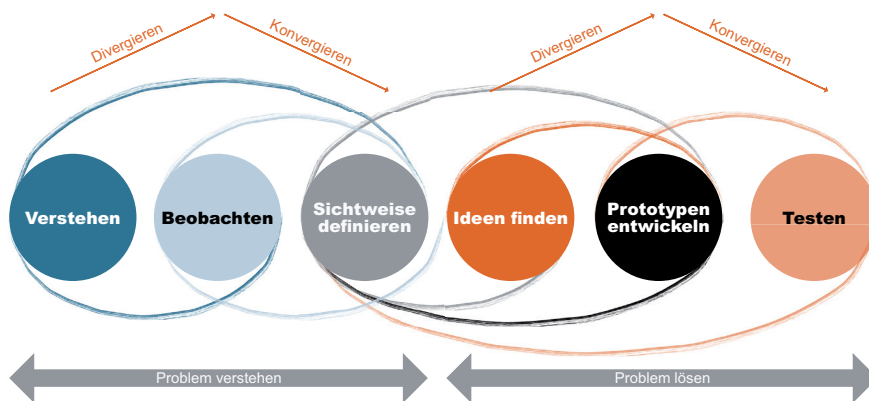 Divergieren
Konvergieren
Divergieren
Konvergieren
Verstehen
Beobachten
Sichtweise
definieren
Ideen finden
Prototypen
entwickeln
Testen
Problem verstehen
Problem lösen